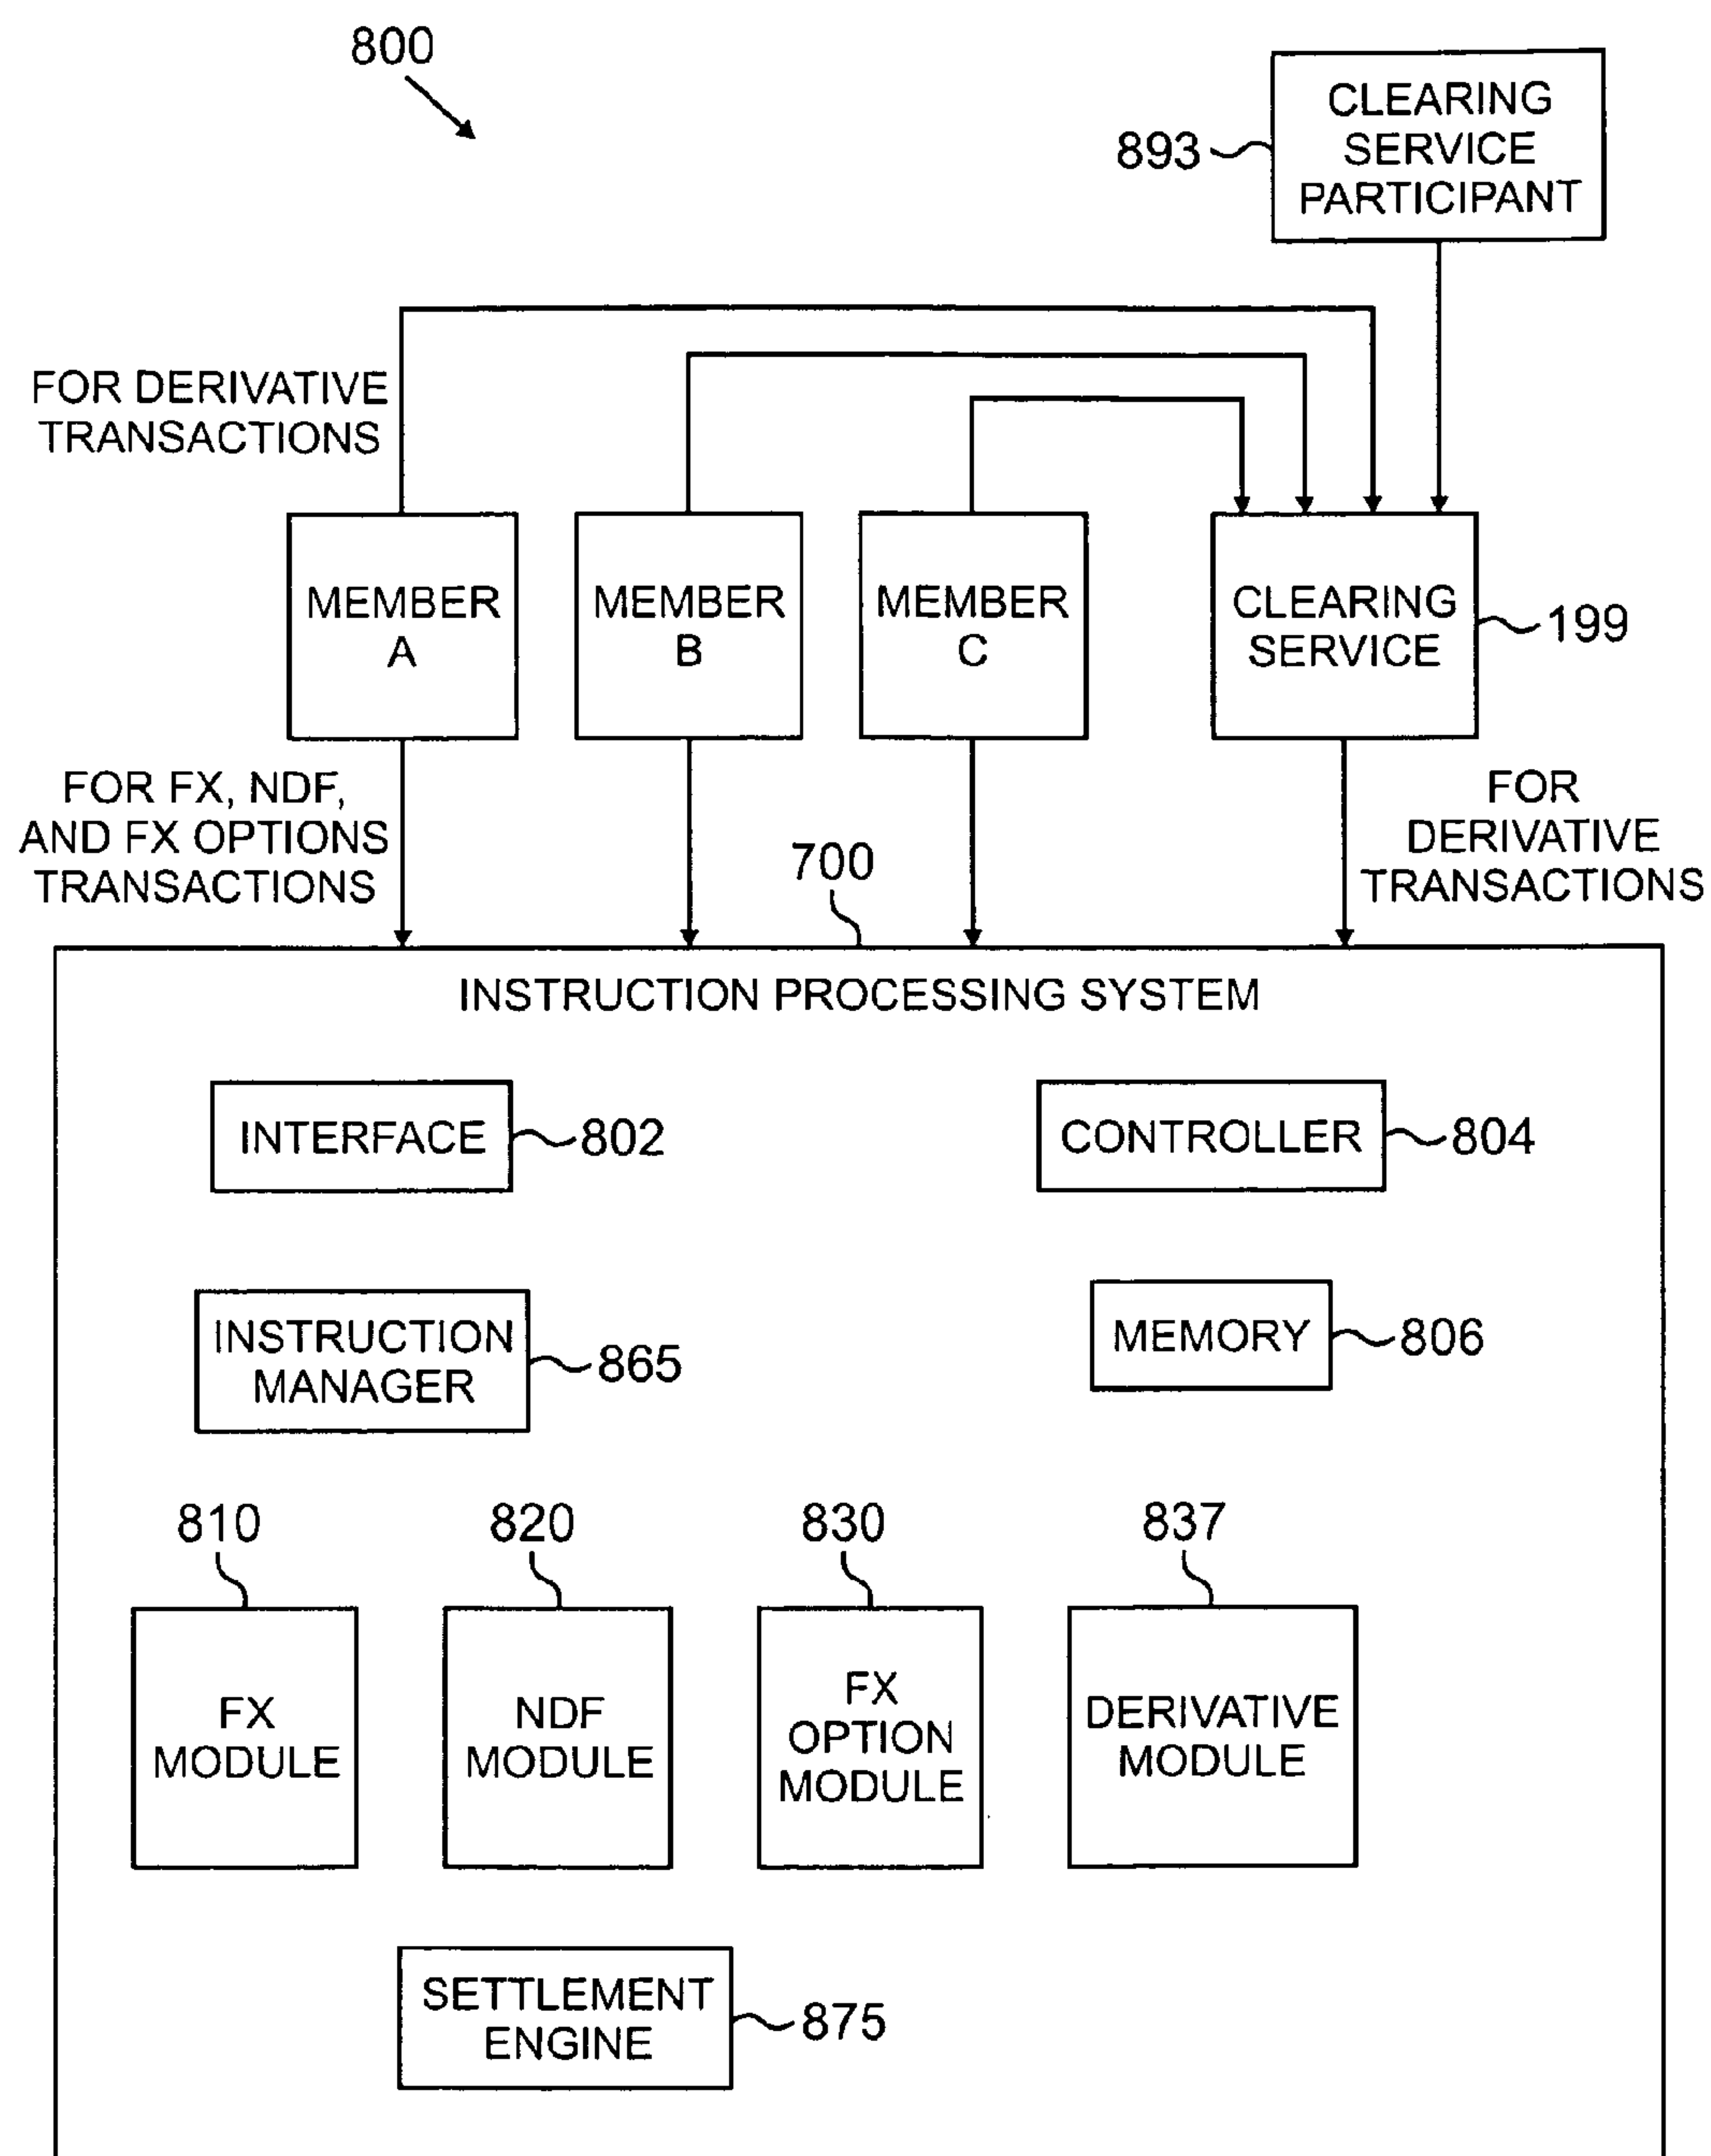 800
CLEARING
SERVICE
PARTICIPANT
893
FOR DERIVATIVE
TRANSACTIONS
MEMBER
A
MEMBER
B
MEMBER
C
CLEARING
SERVICE
199
FOR FX, NDF,
AND FX OPTIONS
TRANSACTIONS
700
FOR
DERIVATIVE
TRANSACTIONS
INSTRUCTION PROCESSING SYSTEM
INTERFACE
802
CONTROLLER
804
INSTRUCTION
MANAGER
865
MEMORY
806
810
820
830
837
FX
MODULE
NDF
MODULE
FX
OPTION
MODULE
DERIVATIVE
MODULE
SETTLEMENT
ENGINE
875